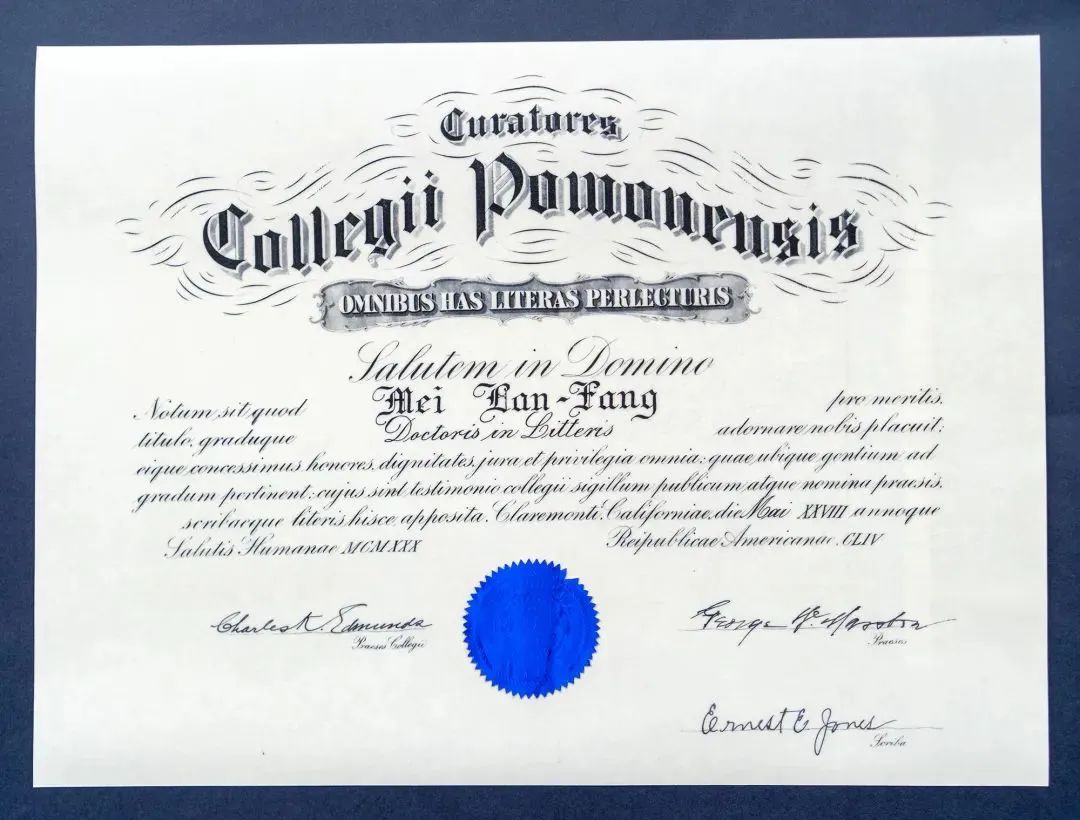 Curatores
Collegii Pomonensis
OMNIBUS HAS LITERAS PERLECTURIS
Salutem in Domino
Notum sit quod Mei Lan-Fang pro meritis,
titulo, graduque Doctoris in Litteris adornare nobis placuit;
eique concessimus honores, dignitates, jura et privilegia omnia; quae ubique gentium ad
gradum pertinent; cujus sint testimonio collegii sigillum publicum, atque nomina praesis,
scribaeque literis hisce apposita. Claremonti, Californiae, die Mai XXVIII annoque
Salutis Humanae MCMXXX Reipublicae Americanae CLIV
Charles K. Edmunds George W. Marston
Praeses Collegii Praeses
Ernest E. Jones
Scriba